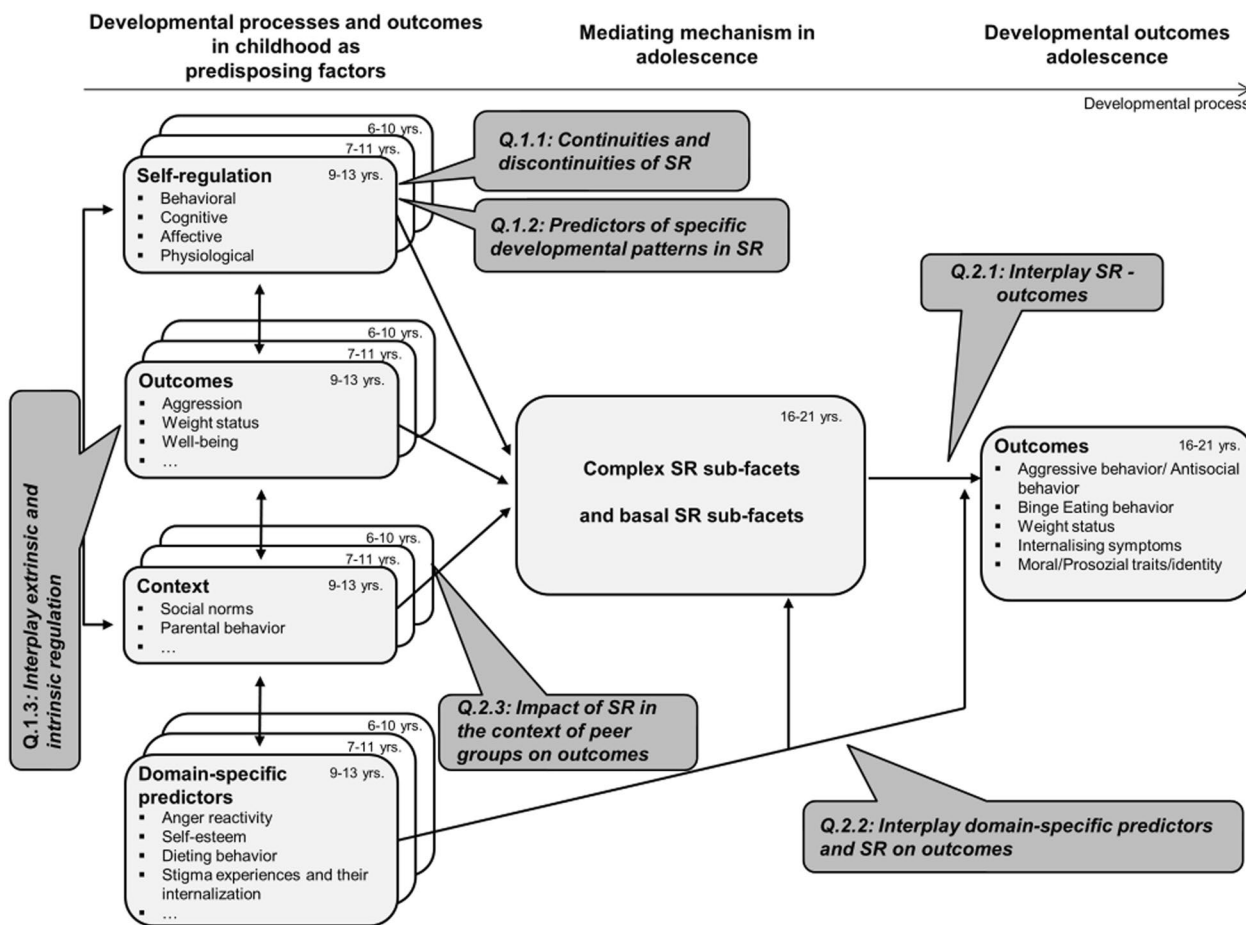 Developmental processes and outcomes
in childhood as
predisposing factors
Mediating mechanism in
adolescence
Developmental outcomes
adolescence
Developmental process
6-10 yrs.
7-11 yrs.
Self-regulation 9-13 yrs.
▪ Behavioral
▪ Cognitive
▪ Affective
▪ Physiological
Q.1.1: Continuities and
discontinuities of SR
Q.1.2: Predictors of specific
developmental patterns in SR
Q.2.1: Interplay SR -
outcomes
6-10 yrs.
7-11 yrs.
Outcomes 9-13 yrs.
▪ Aggression
▪ Weight status
▪ Well-being
▪ …
Q.1.3: Interplay extrinsic and
intrinsic regulation
16-21 yrs.
Complex SR sub-facets
and basal SR sub-facets
Outcomes 16-21 yrs.
▪ Aggressive behavior/ Antisocial
behavior
▪ Binge Eating behavior
▪ Weight status
▪ Internalising symptoms
▪ Moral/Prosozial traits/identity
6-10 yrs.
7-11 yrs.
Context 9-13 yrs.
▪ Social norms
▪ Parental behavior
▪ …
Q.2.3: Impact of SR in
the context of peer
groups on outcomes
6-10 yrs.
7-11 yrs.
Domain-specific 9-13 yrs.
predictors
▪ Anger reactivity
▪ Self-esteem
▪ Dieting behavior
▪ Stigma experiences and their
internalization
▪ …
Q.2.2: Interplay domain-specific predictors
and SR on outcomes